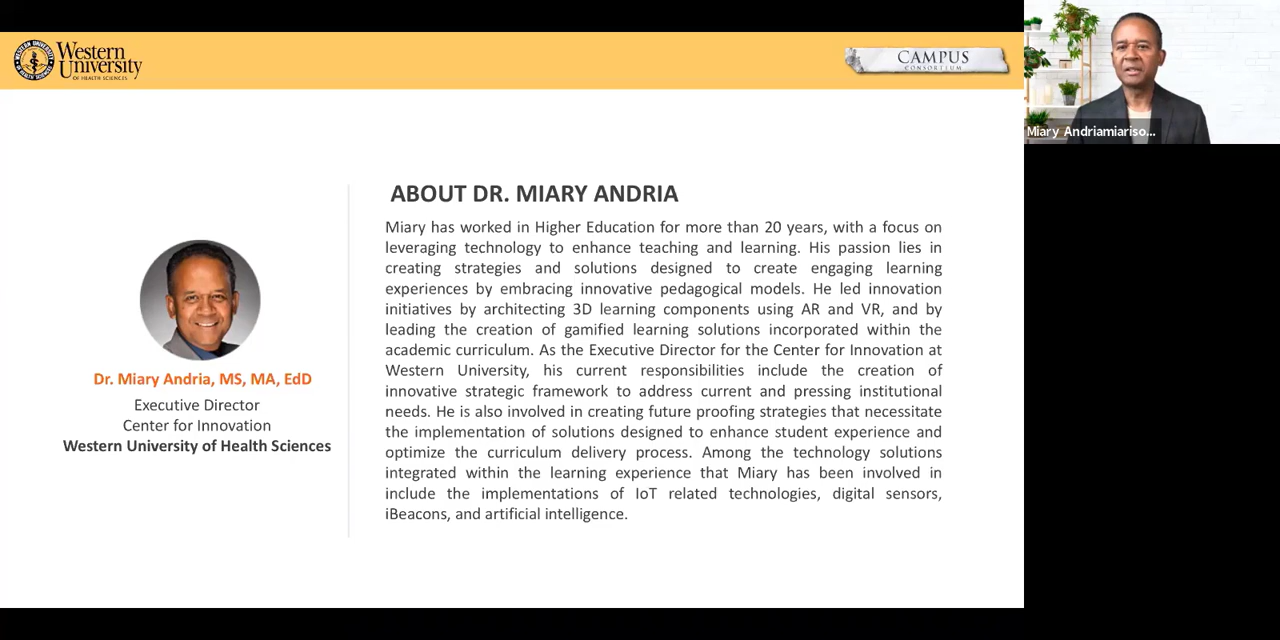 Western
University
OF HEALTH SCIENCES
CAMPUS
CONSORTIUM
Miary Andriamiariso...
ABOUT DR. MIARY ANDRIA
Miary has worked in Higher Education for more than 20 years, with a focus on
leveraging technology to enhance teaching and learning. His passion lies in
creating strategies and solutions designed to create engaging learning
experiences by embracing innovative pedagogical models. He led innovation
initiatives by architecting 3D learning components using AR and VR, and by
leading the creation of gamified learning solutions incorporated within the
academic curriculum. As the Executive Director for the Center for Innovation at
Western University, his current responsibilities include the creation of
innovative strategic framework to address current and pressing institutional
needs. He is also involved in creating future proofing strategies that necessitate
the implementation of solutions designed to enhance student experience and
optimize the curriculum delivery process. Among the technology solutions
integrated within the learning experience that Miary has been involved in
include the implementations of IoT related technologies, digital sensors,
iBeacons, and artificial intelligence.
Dr. Miary Andria, MS, MA, EdD
Executive Director
Center for Innovation
Western University of Health Sciences